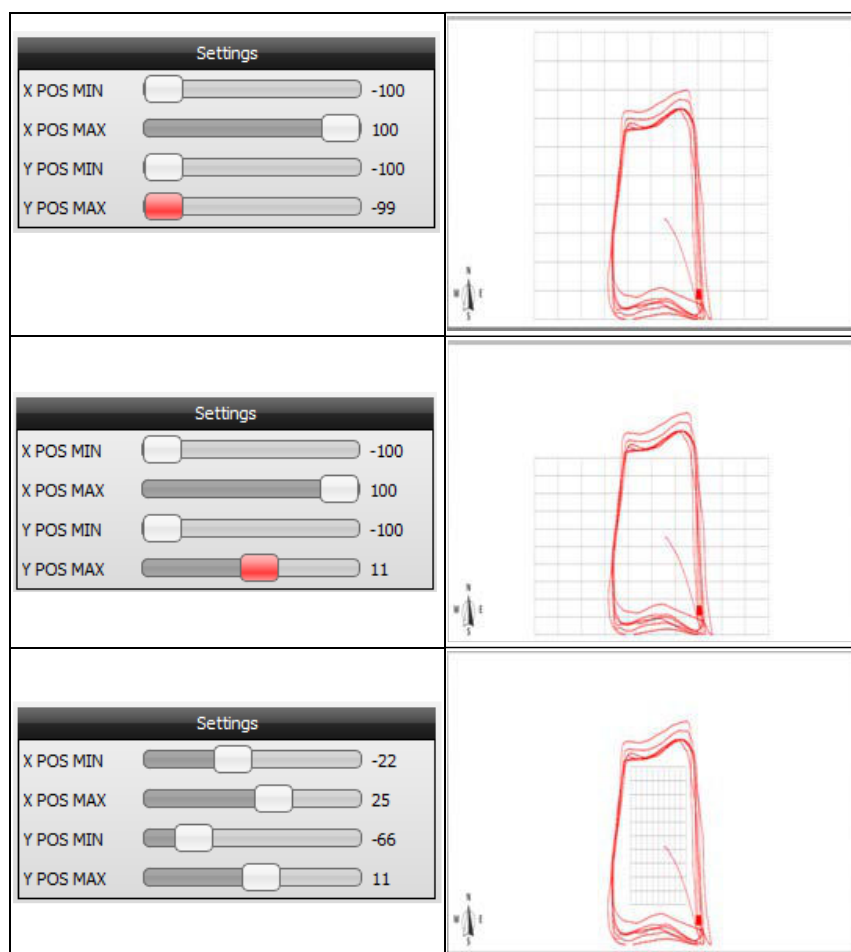 Settings
X POS MIN -100
X POS MAX 100
Y POS MIN -100
Y POS MAX -99
N
W E
S
Settings
X POS MIN -100
X POS MAX 100
Y POS MIN -100
Y POS MAX 11
N
W E
S
Settings
X POS MIN -22
X POS MAX 25
Y POS MIN -66
Y POS MAX 11
N
W E
S